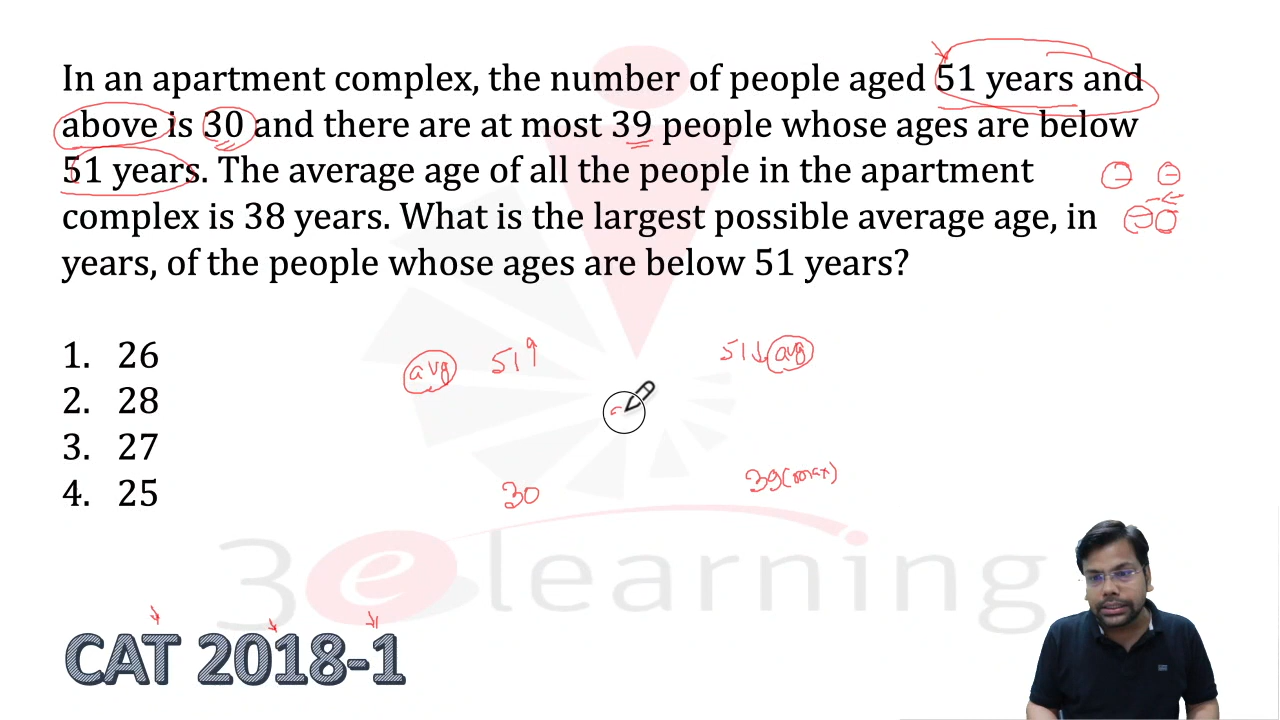 In an apartment complex, the number of people aged 51 years and
above is 30 and there are at most 39 people whose ages are below
51 years. The average age of all the people in the apartment
complex is 38 years. What is the largest possible average age, in
years, of the people whose ages are below 51 years?
1. 26
2. 28
3. 27
4. 25
avg 51↑ 51↓ avg
30 39(max)
3elearning
CAT 2018-1